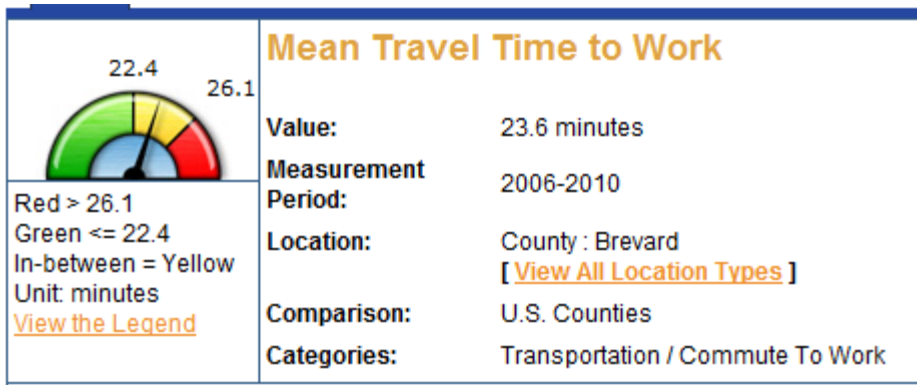 Mean Travel Time to Work
22.4
26.1
Value: 23.6 minutes
Measurement
Period: 2006-2010
Location: County : Brevard
[ View All Location Types ]
Comparison: U.S. Counties
Categories: Transportation / Commute To Work
Red > 26.1
Green <= 22.4
In-between = Yellow
Unit: minutes
View the Legend